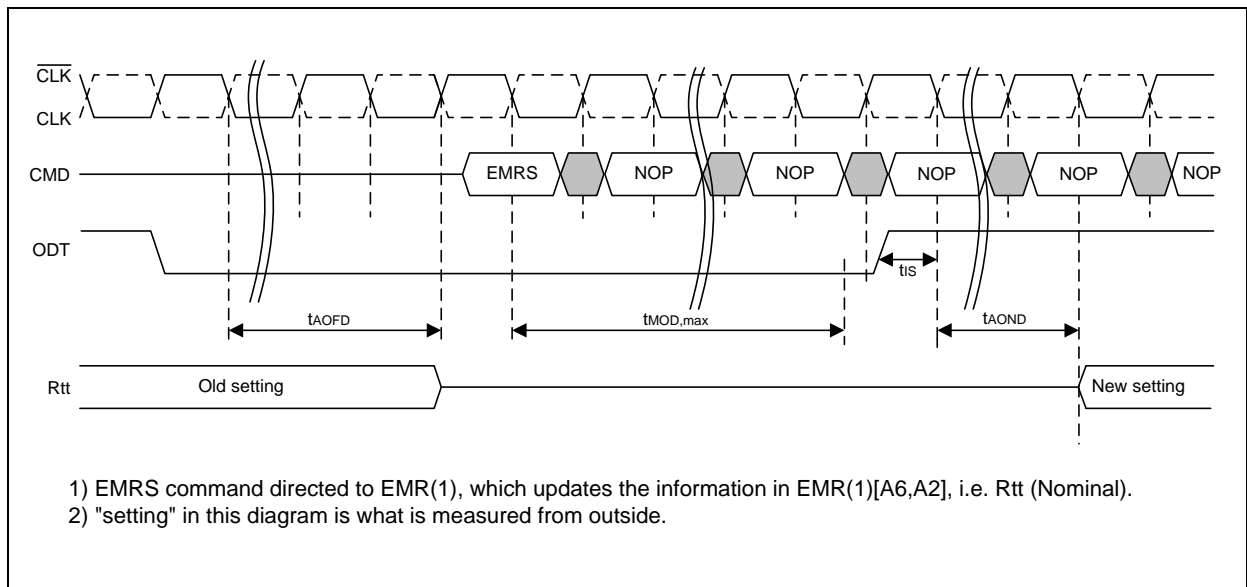 CLK
CLK
CMD
EMRS
NOP
NOP
NOP
NOP
NOP
ODT
tIS
tAOFD
tMOD,max
tAOND
Rtt
Old setting
New setting
1) EMRS command directed to EMR(1), which updates the information in EMR(1)[A6,A2], i.e. Rtt (Nominal).
2) "setting" in this diagram is what is measured from outside.